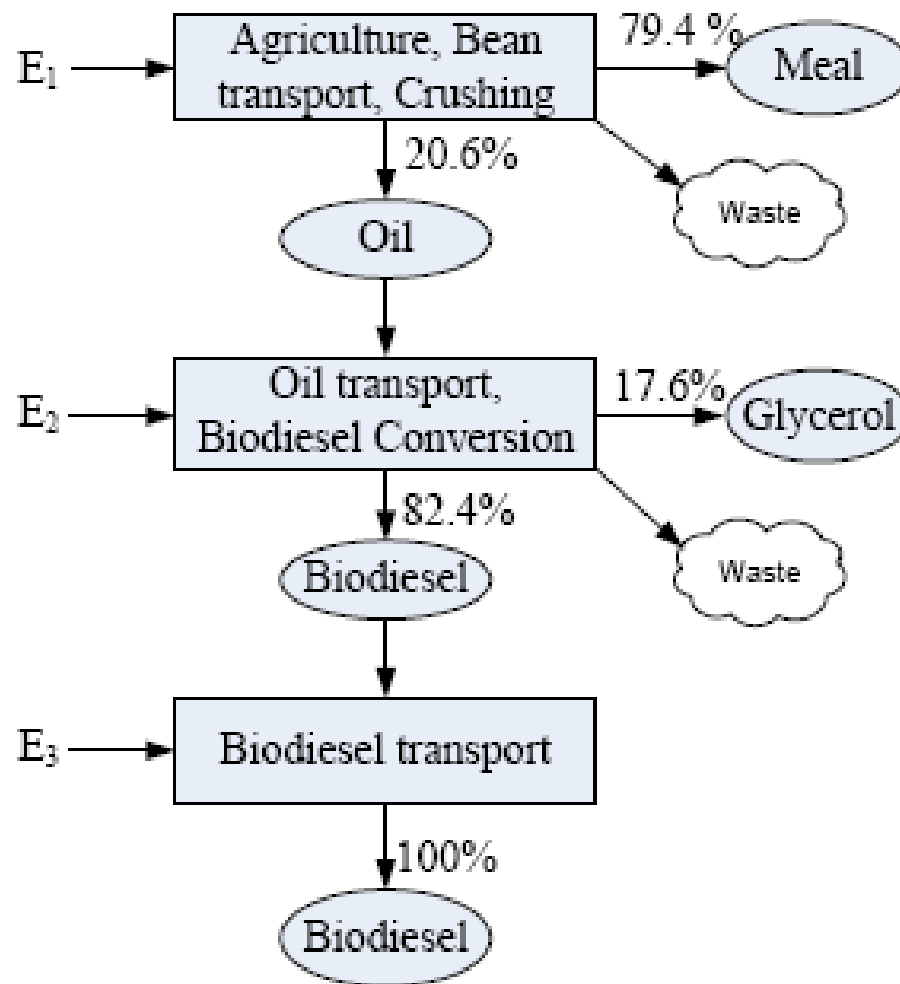 Agriculture, Bean
transport, Crushing
E₁
79.4 %
Meal
20.6%
Waste
Oil
Oil transport,
Biodiesel Conversion
E₂
17.6%
Glycerol
82.4%
Waste
Biodiesel
E₃
Biodiesel transport
100%
Biodiesel